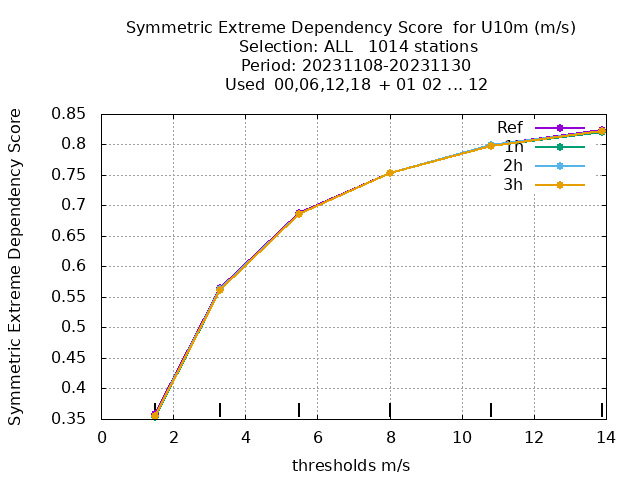 Symmetric Extreme Dependency Score  for U10m (m/s)
Selection: ALL   1014 stations
Period: 20231108-20231130
Used  00,06,12,18 + 01 02 ... 12
Symmetric Extreme Dependency Score
0.85
0.8
0.75
0.7
0.65
0.6
0.55
0.5
0.45
0.4
0.35
Ref
1h
2h
3h
0 2 4 6 8 10 12 14
thresholds m/s